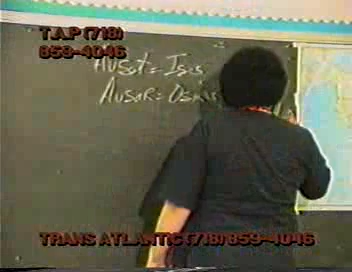 T.A.P (718)
859-4046
Auset = Isis
Ausar = Osiris
TRANS ATLANTIC (718) 859-4046